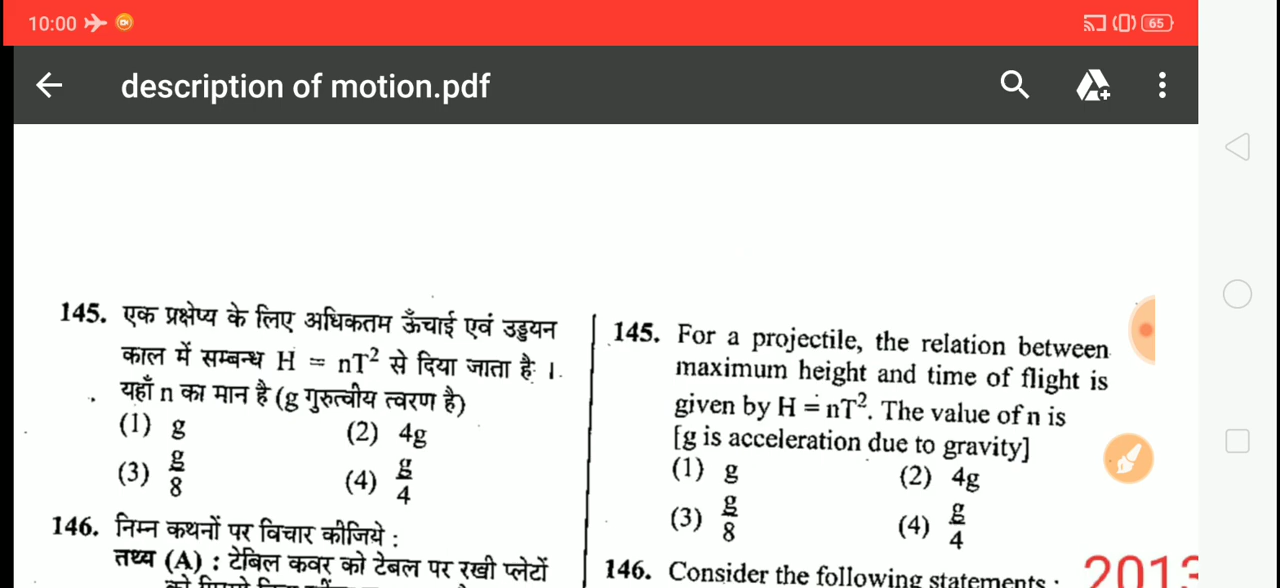 10:00
65
description of motion.pdf
145. एक प्रक्षेप्य के लिए अधिकतम ऊँचाई एवं उड्डयन
काल में सम्बन्ध H = nT² से दिया जाता है ।
यहाँ n का मान है (g गुरुत्वीय त्वरण है)
(1) g (2) 4g
(3) g/8 (4) g/4
146. निम्न कथनों पर विचार कीजिये :
तथ्य (A) : टेबिल कवर को टेबल पर रखी प्लेटों
145. For a projectile, the relation between
maximum height and time of flight is
given by H = nT². The value of n is
[g is acceleration due to gravity]
(1) g (2) 4g
(3) g/8 (4) g/4
146. Consider the following statements :
2013